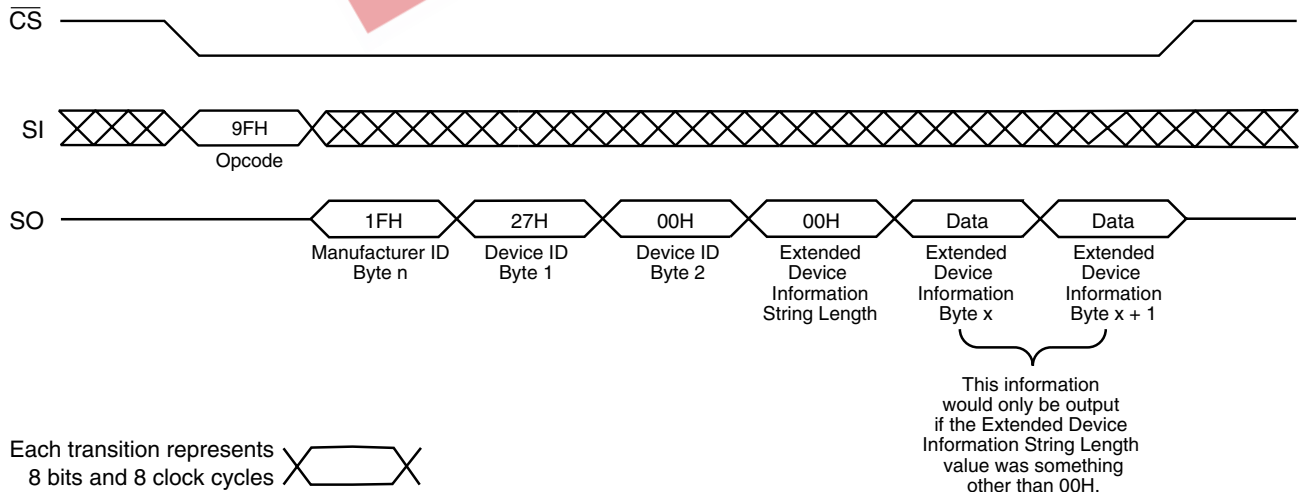 CS
SI
9FH
Opcode
SO
1FH
27H
00H
00H
Data
Data
Manufacturer ID
Byte n
Device ID
Byte 1
Device ID
Byte 2
Extended
Device
Information
String Length
Extended
Device
Information
Byte x
Extended
Device
Information
Byte x + 1
This information
would only be output
if the Extended Device
Information String Length
value was something
other than 00H.
Each transition represents
8 bits and 8 clock cycles